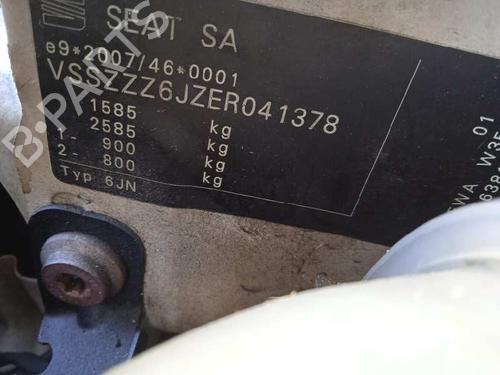 SEAT SA
e9*2007/46*0001
VSSZZZ6JZER041378
1585 kg
2585 kg
1- 900 kg
2- 800 kg
Typ 6JN
B-PARTS